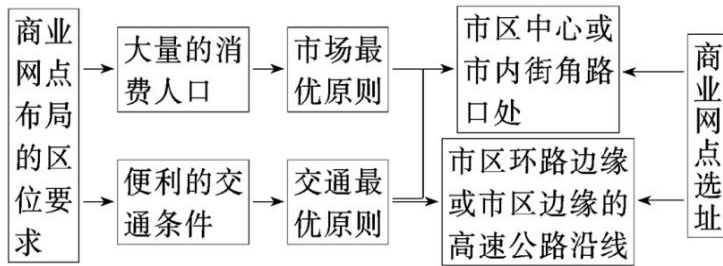 商业
网点
布局
的区
位要
求
大量的消
费人口
市场最
优原则
市区中心或
市内街角路
口处
便利的交
通条件
交通最
优原则
市区环路边缘
或市区边缘的
高速公路沿线
商
业
网
点
选
址